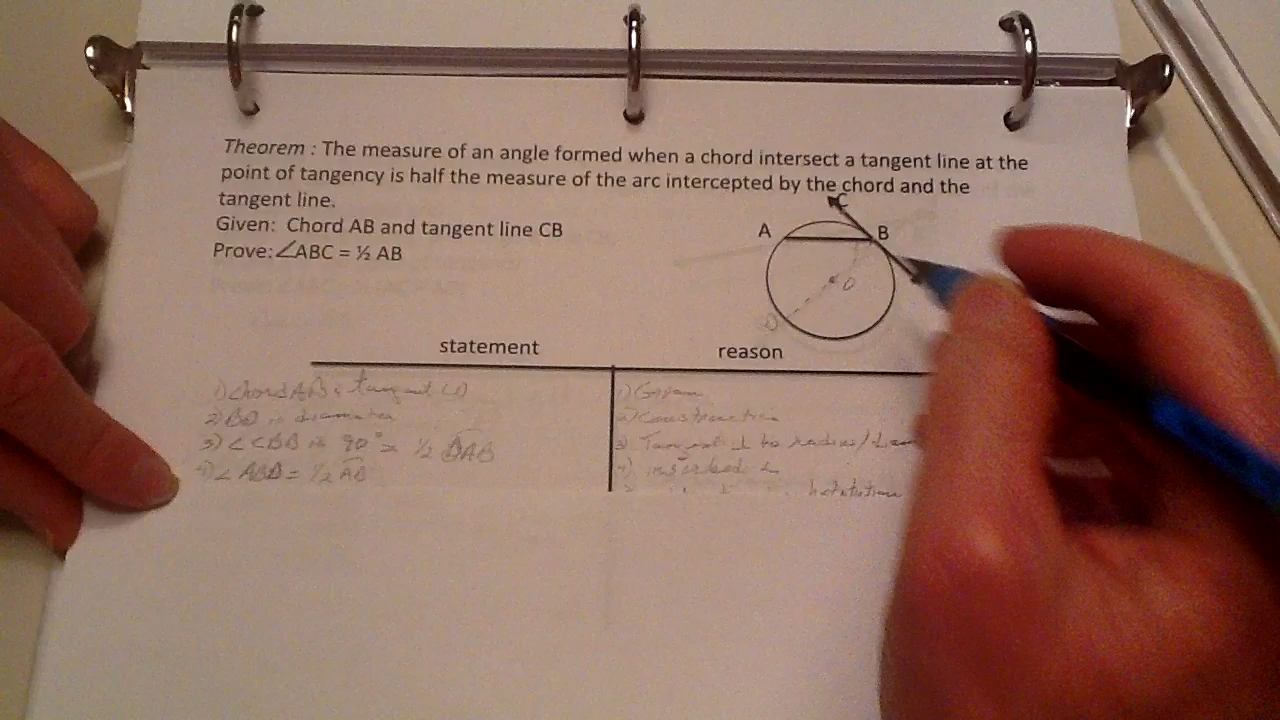 Theorem : The measure of an angle formed when a chord intersect a tangent line at the
point of tangency is half the measure of the arc intercepted by the chord and the
tangent line.
Given: Chord AB and tangent line CB
Prove: ∠ABC = ½ AB
C
A
B
O
D
statement
reason
1) Chord AB & tangent
1) Given
2) BD is diameter
2) Construction
3) ∠CBD is 90° = ½ DAB
3) Tangent ⊥ to radius/
4) ∠ABD = ½ AD
4) inscribed ∠